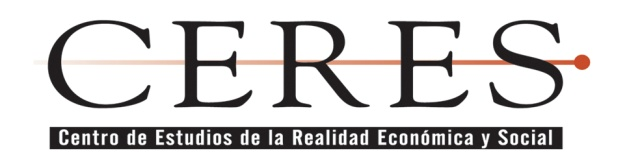 CERES
Centro de Estudios de la Realidad Económica y Social